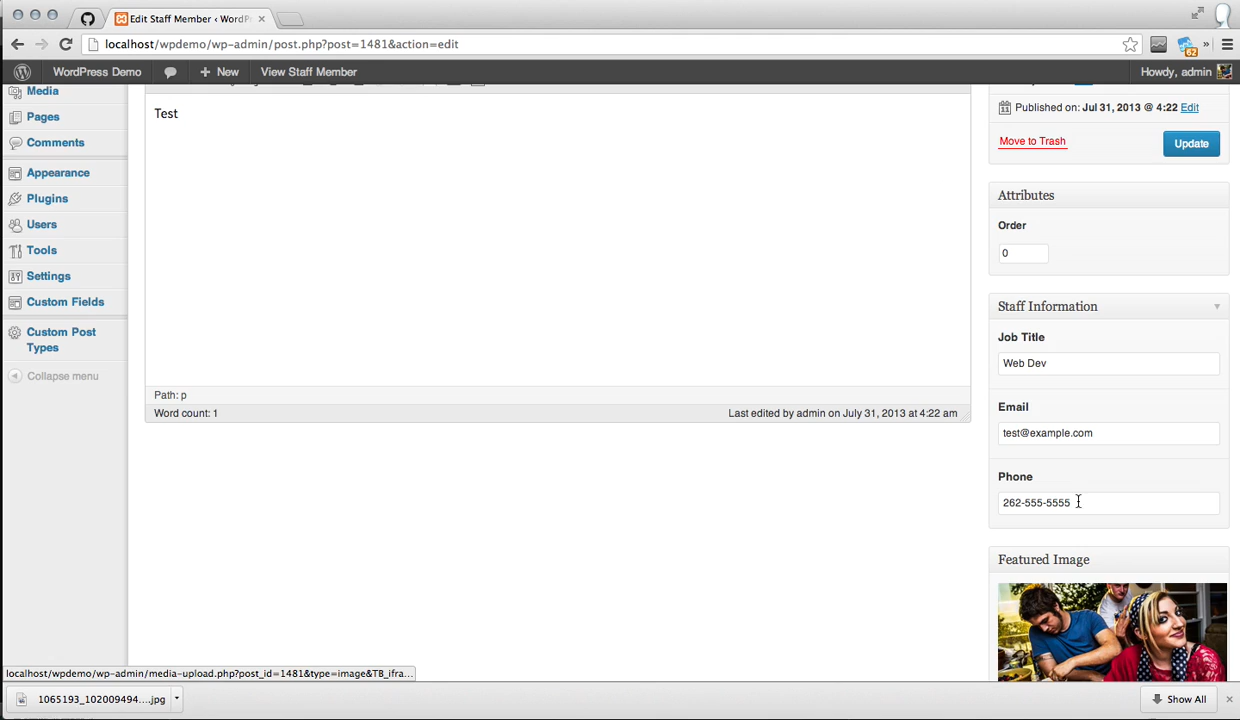 Edit Staff Member ‹ WordPr
localhost/wpdemo/wp-admin/post.php?post=1481&action=edit
62
»
WordPress Demo
New
View Staff Member
Howdy, admin
Media
Pages
Comments
Appearance
Plugins
Users
Tools
Settings
Custom Fields
Custom Post
Types
Collapse menu
Test
Path: p
Word count: 1
Last edited by admin on July 31, 2013 at 4:22 am
Published on: Jul 31, 2013 @ 4:22 Edit
Move to Trash
Update
Attributes
Order
0
Staff Information
Job Title
Web Dev
Email
test@example.com
Phone
262-555-5555
Featured Image
localhost/wpdemo/wp-admin/media-upload.php?post_id=1481&type=image&TB_ifra...
1065193_102009494....jpg
Show All